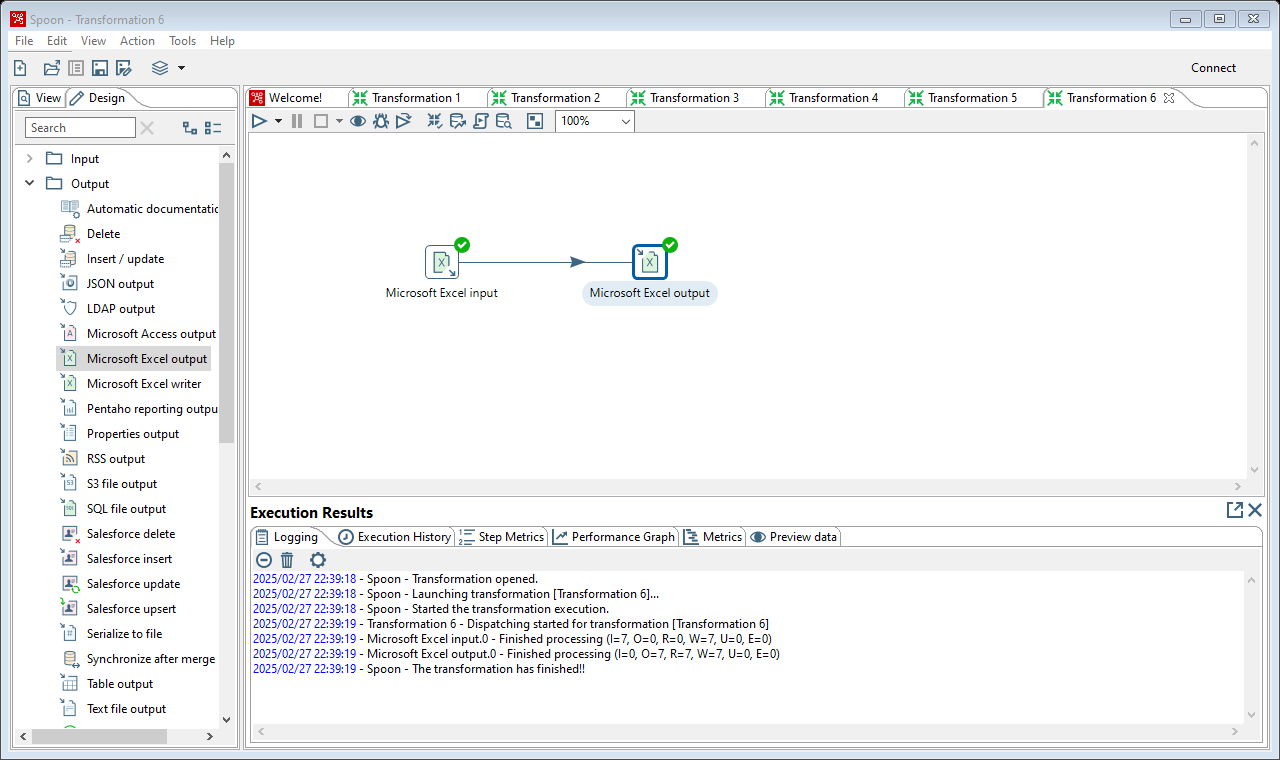 Spoon - Transformation 6
File Edit View Action Tools Help
Connect
View Design
Search
Input
Output
Automatic documentatic
Delete
Insert / update
JSON output
LDAP output
Microsoft Access output
Microsoft Excel output
Microsoft Excel writer
Pentaho reporting outpu
Properties output
RSS output
S3 file output
SQL file output
Salesforce delete
Salesforce insert
Salesforce update
Salesforce upsert
Serialize to file
Synchronize after merge
Table output
Text file output
Welcome! Transformation 1 Transformation 2 Transformation 3 Transformation 4 Transformation 5 Transformation 6
100%
Microsoft Excel input Microsoft Excel output
Execution Results
Logging Execution History Step Metrics Performance Graph Metrics Preview data
2025/02/27 22:39:18 - Spoon - Transformation opened.
2025/02/27 22:39:18 - Spoon - Launching transformation [Transformation 6]...
2025/02/27 22:39:18 - Spoon - Started the transformation execution.
2025/02/27 22:39:19 - Transformation 6 - Dispatching started for transformation [Transformation 6]
2025/02/27 22:39:19 - Microsoft Excel input.0 - Finished processing (I=7, O=0, R=0, W=7, U=0, E=0)
2025/02/27 22:39:19 - Microsoft Excel output.0 - Finished processing (I=0, O=7, R=7, W=7, U=0, E=0)
2025/02/27 22:39:19 - Spoon - The transformation has finished!!